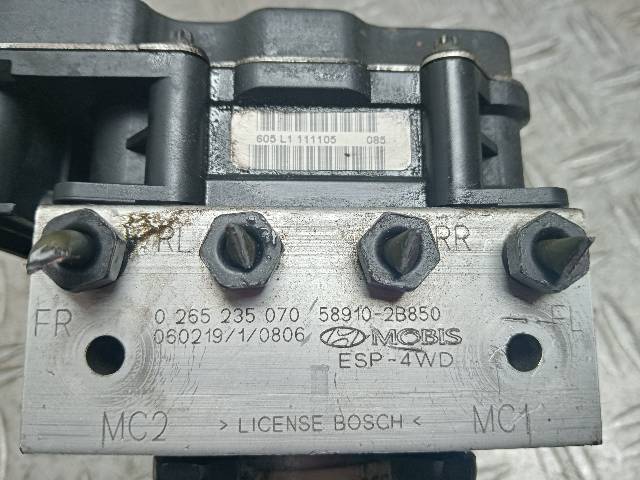 605 L1 111105 085
RL RR
FR FL
0 265 235 070 / 58910-2B850
060219/1/0806 MOBIS
ESP-4WD
MC2 > LICENSE BOSCH < MC1